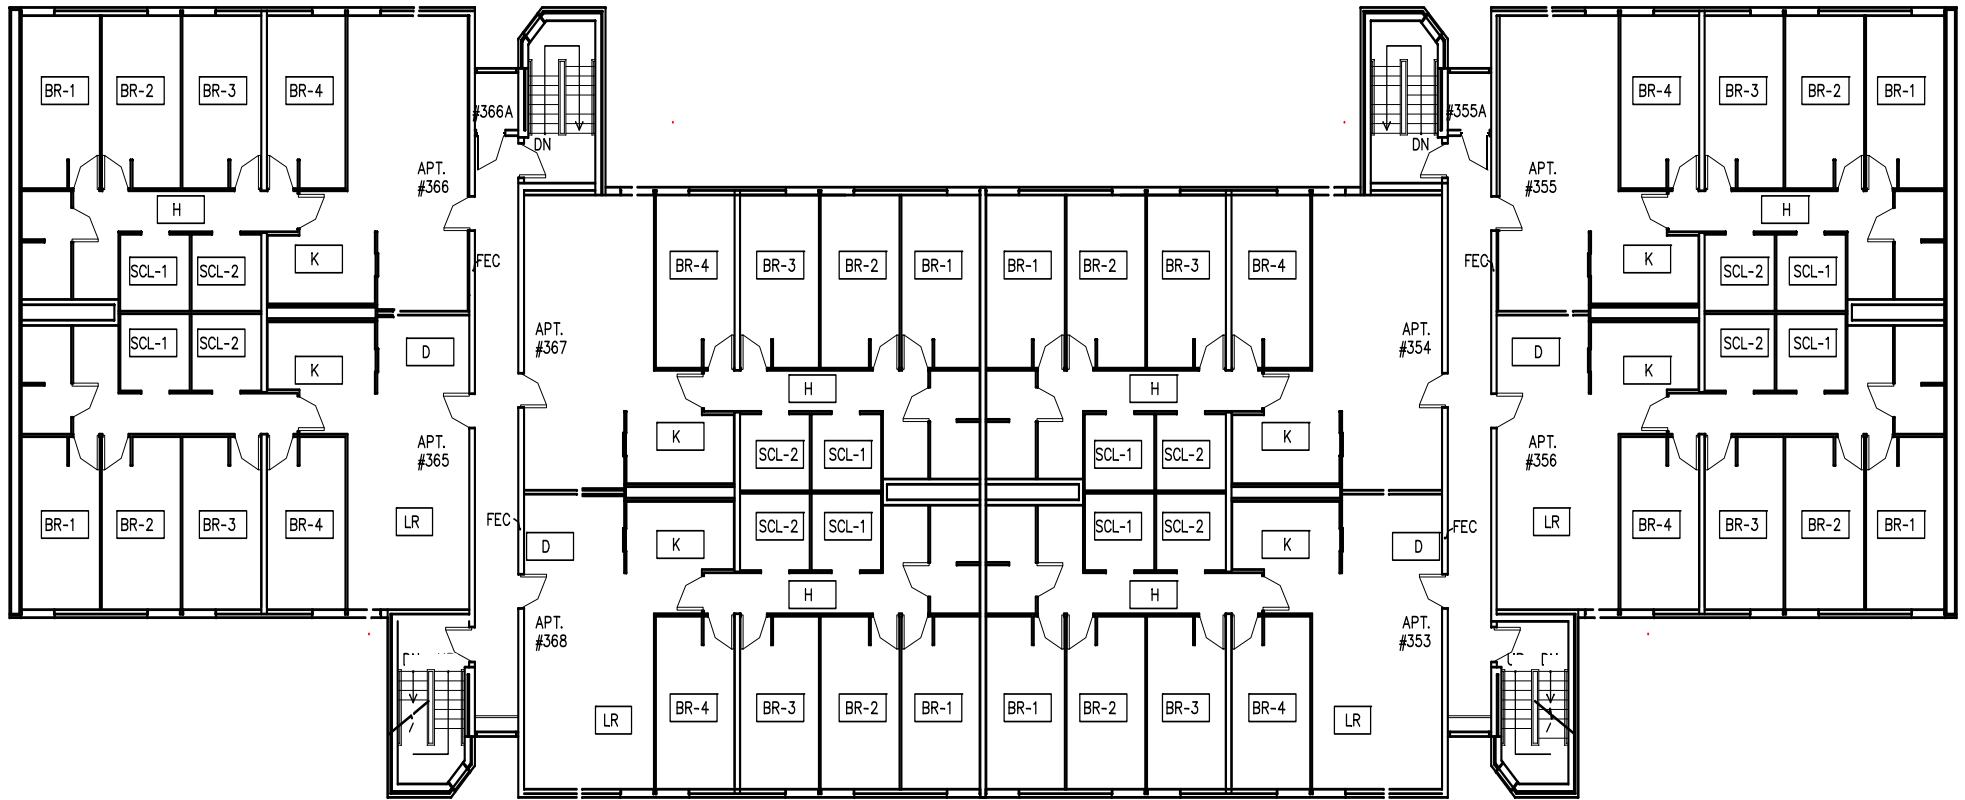 BR-1 BR-2 BR-3 BR-4
#366A
DN
APT.
#366
H
SCL-1 SCL-2 K
FEC
SCL-1 SCL-2 K D
APT.
#365
BR-1 BR-2 BR-3 BR-4 LR
APT.
#367
BR-4 BR-3 BR-2 BR-1
H
K SCL-2 SCL-1
FEC
D K SCL-2 SCL-1
H
APT.
#368
LR BR-4 BR-3 BR-2 BR-1
BR-1 BR-2 BR-3 BR-4
APT.
#354
H
SCL-1 SCL-2 K
SCL-1 SCL-2 K D
FEC
H
APT.
#353
BR-1 BR-2 BR-3 BR-4 LR
#355A
DN
BR-4 BR-3 BR-2 BR-1
APT.
#355
H
FEC
K SCL-2 SCL-1
D K SCL-2 SCL-1
APT.
#356
LR BR-4 BR-3 BR-2 BR-1